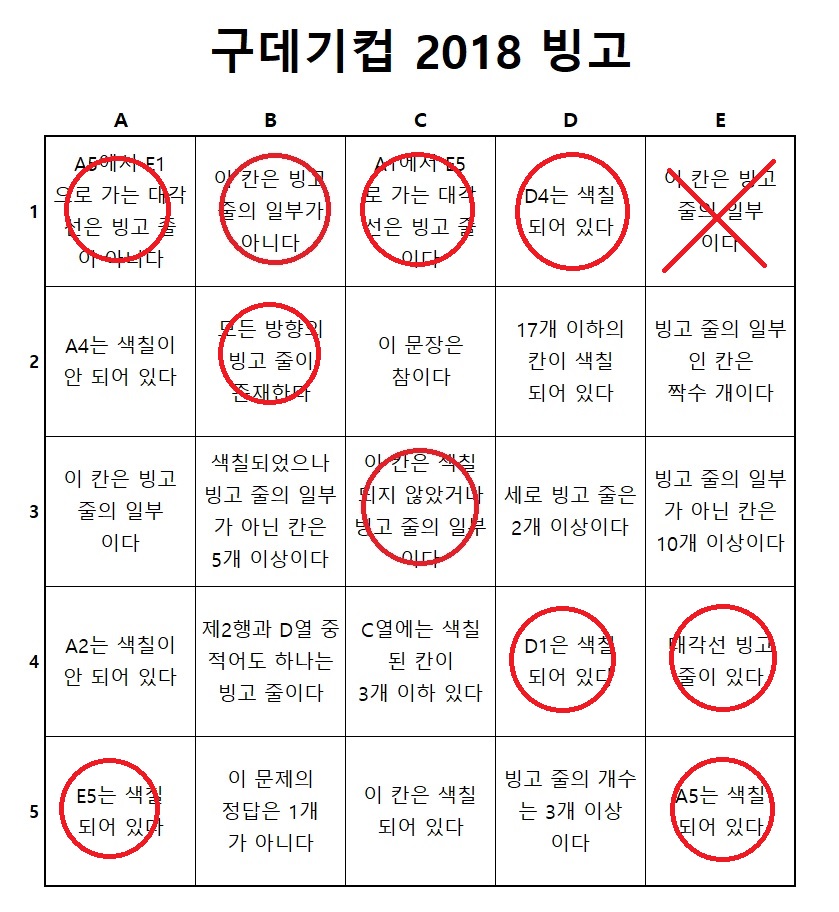 구데기컵 2018 빙고
A B C D E
1
A5에서 E1
으로 가는 대각
선은 빙고 줄
이 아니다
이 칸은 빙고
줄의 일부가
아니다
A1에서 E5
로 가는 대각
선은 빙고 줄
이다
D4는 색칠
되어 있다
이 칸은 빙고
줄의 일부
이다
2
A4는 색칠이
안 되어 있다
모든 방향의
빙고 줄이
존재한다
이 문장은
참이다
17개 이하의
칸이 색칠
되어 있다
빙고 줄의 일부
인 칸은
짝수 개이다
3
이 칸은 빙고
줄의 일부
이다
색칠되었으나
빙고 줄의 일부
가 아닌 칸은
5개 이상이다
이 칸은 색칠
되지 않았거나
빙고 줄의 일부
이다
세로 빙고 줄은
2개 이상이다
빙고 줄의 일부
가 아닌 칸은
10개 이상이다
4
A2는 색칠이
안 되어 있다
제2행과 D열 중
적어도 하나는
빙고 줄이다
C열에는 색칠
된 칸이
3개 이하 있다
D1은 색칠
되어 있다
대각선 빙고
줄이 있다
5
E5는 색칠
되어 있다
이 문제의
정답은 1개
가 아니다
이 칸은 색칠
되어 있다
빙고 줄의 개수
는 3개 이상
이다
A5는 색칠
되어 있다